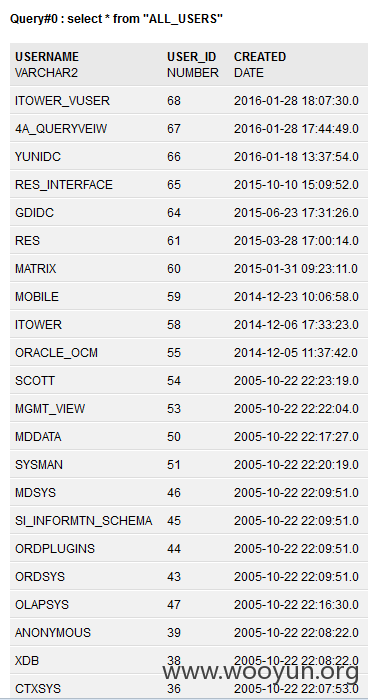 Query#0 : select * from "ALL_USERS"
USERNAME USER_ID CREATED
VARCHAR2 NUMBER DATE
ITOWER_VUSER 68 2016-01-28 18:07:30.0
4A_QUERYVEIW 67 2016-01-28 17:44:49.0
YUNIDC 66 2016-01-18 13:37:54.0
RES_INTERFACE 65 2015-10-10 15:09:52.0
GDIDC 64 2015-06-23 17:31:26.0
RES 61 2015-03-28 17:00:14.0
MATRIX 60 2015-01-31 09:23:11.0
MOBILE 59 2014-12-23 10:06:58.0
ITOWER 58 2014-12-06 17:33:23.0
ORACLE_OCM 55 2014-12-05 11:37:42.0
SCOTT 54 2005-10-22 22:23:19.0
MGMT_VIEW 53 2005-10-22 22:22:04.0
MDDATA 50 2005-10-22 22:17:27.0
SYSMAN 51 2005-10-22 22:20:19.0
MDSYS 46 2005-10-22 22:09:51.0
SI_INFORMTN_SCHEMA 45 2005-10-22 22:09:51.0
ORDPLUGINS 44 2005-10-22 22:09:51.0
ORDSYS 43 2005-10-22 22:09:51.0
OLAPSYS 47 2005-10-22 22:16:30.0
ANONYMOUS 39 2005-10-22 22:08:22.0
XDB 38 2005-10-22 22:08:22.0
www.wooyun.org
CTXSYS 36 2005-10-22 22:07:53.0